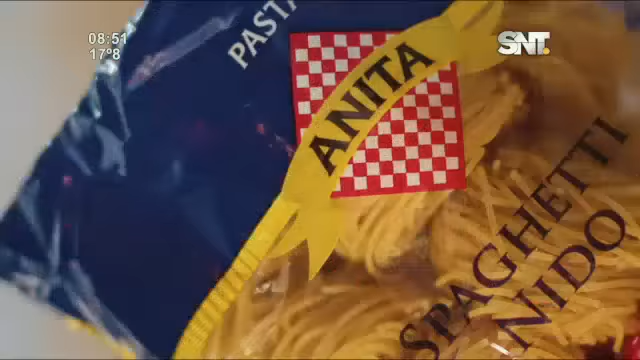 08:51
17°8
SNT.
PASTA
ANITA
SPAGHETTI
NIDO